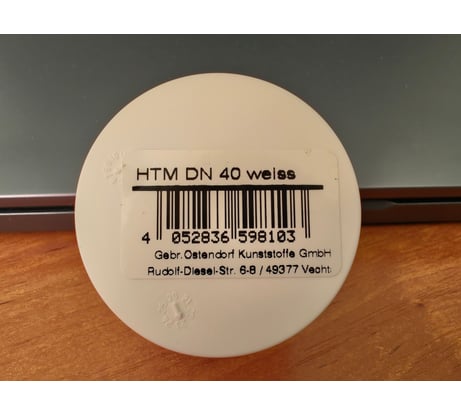 HTM DN 40 weiss
4 052836 598103
Gebr.Ostendorf Kunststoffe GmbH
Rudolf-Diesel-Str. 6-8 / 49377 Vecht